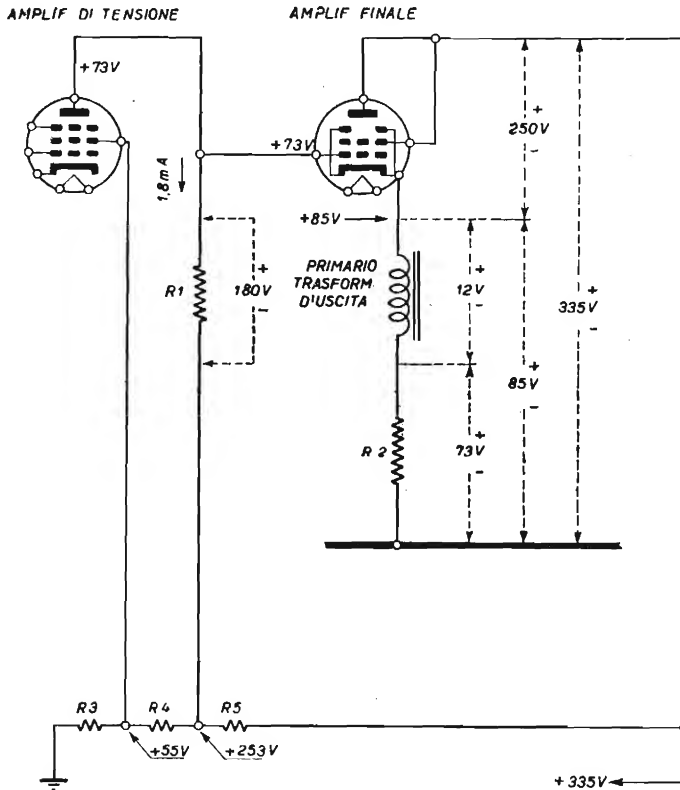 AMPLIF DI TENSIONE
AMPLIF FINALE
+73V
+73V
1,8mA
+
250V
-
+85V
R1
+
180V
-
PRIMARIO
TRASFORM.
D'USCITA
+
12V
-
+
335V
-
+
85V
-
R 2
+
73V
-
R3
R4
R5
+55V
+253V
+335V